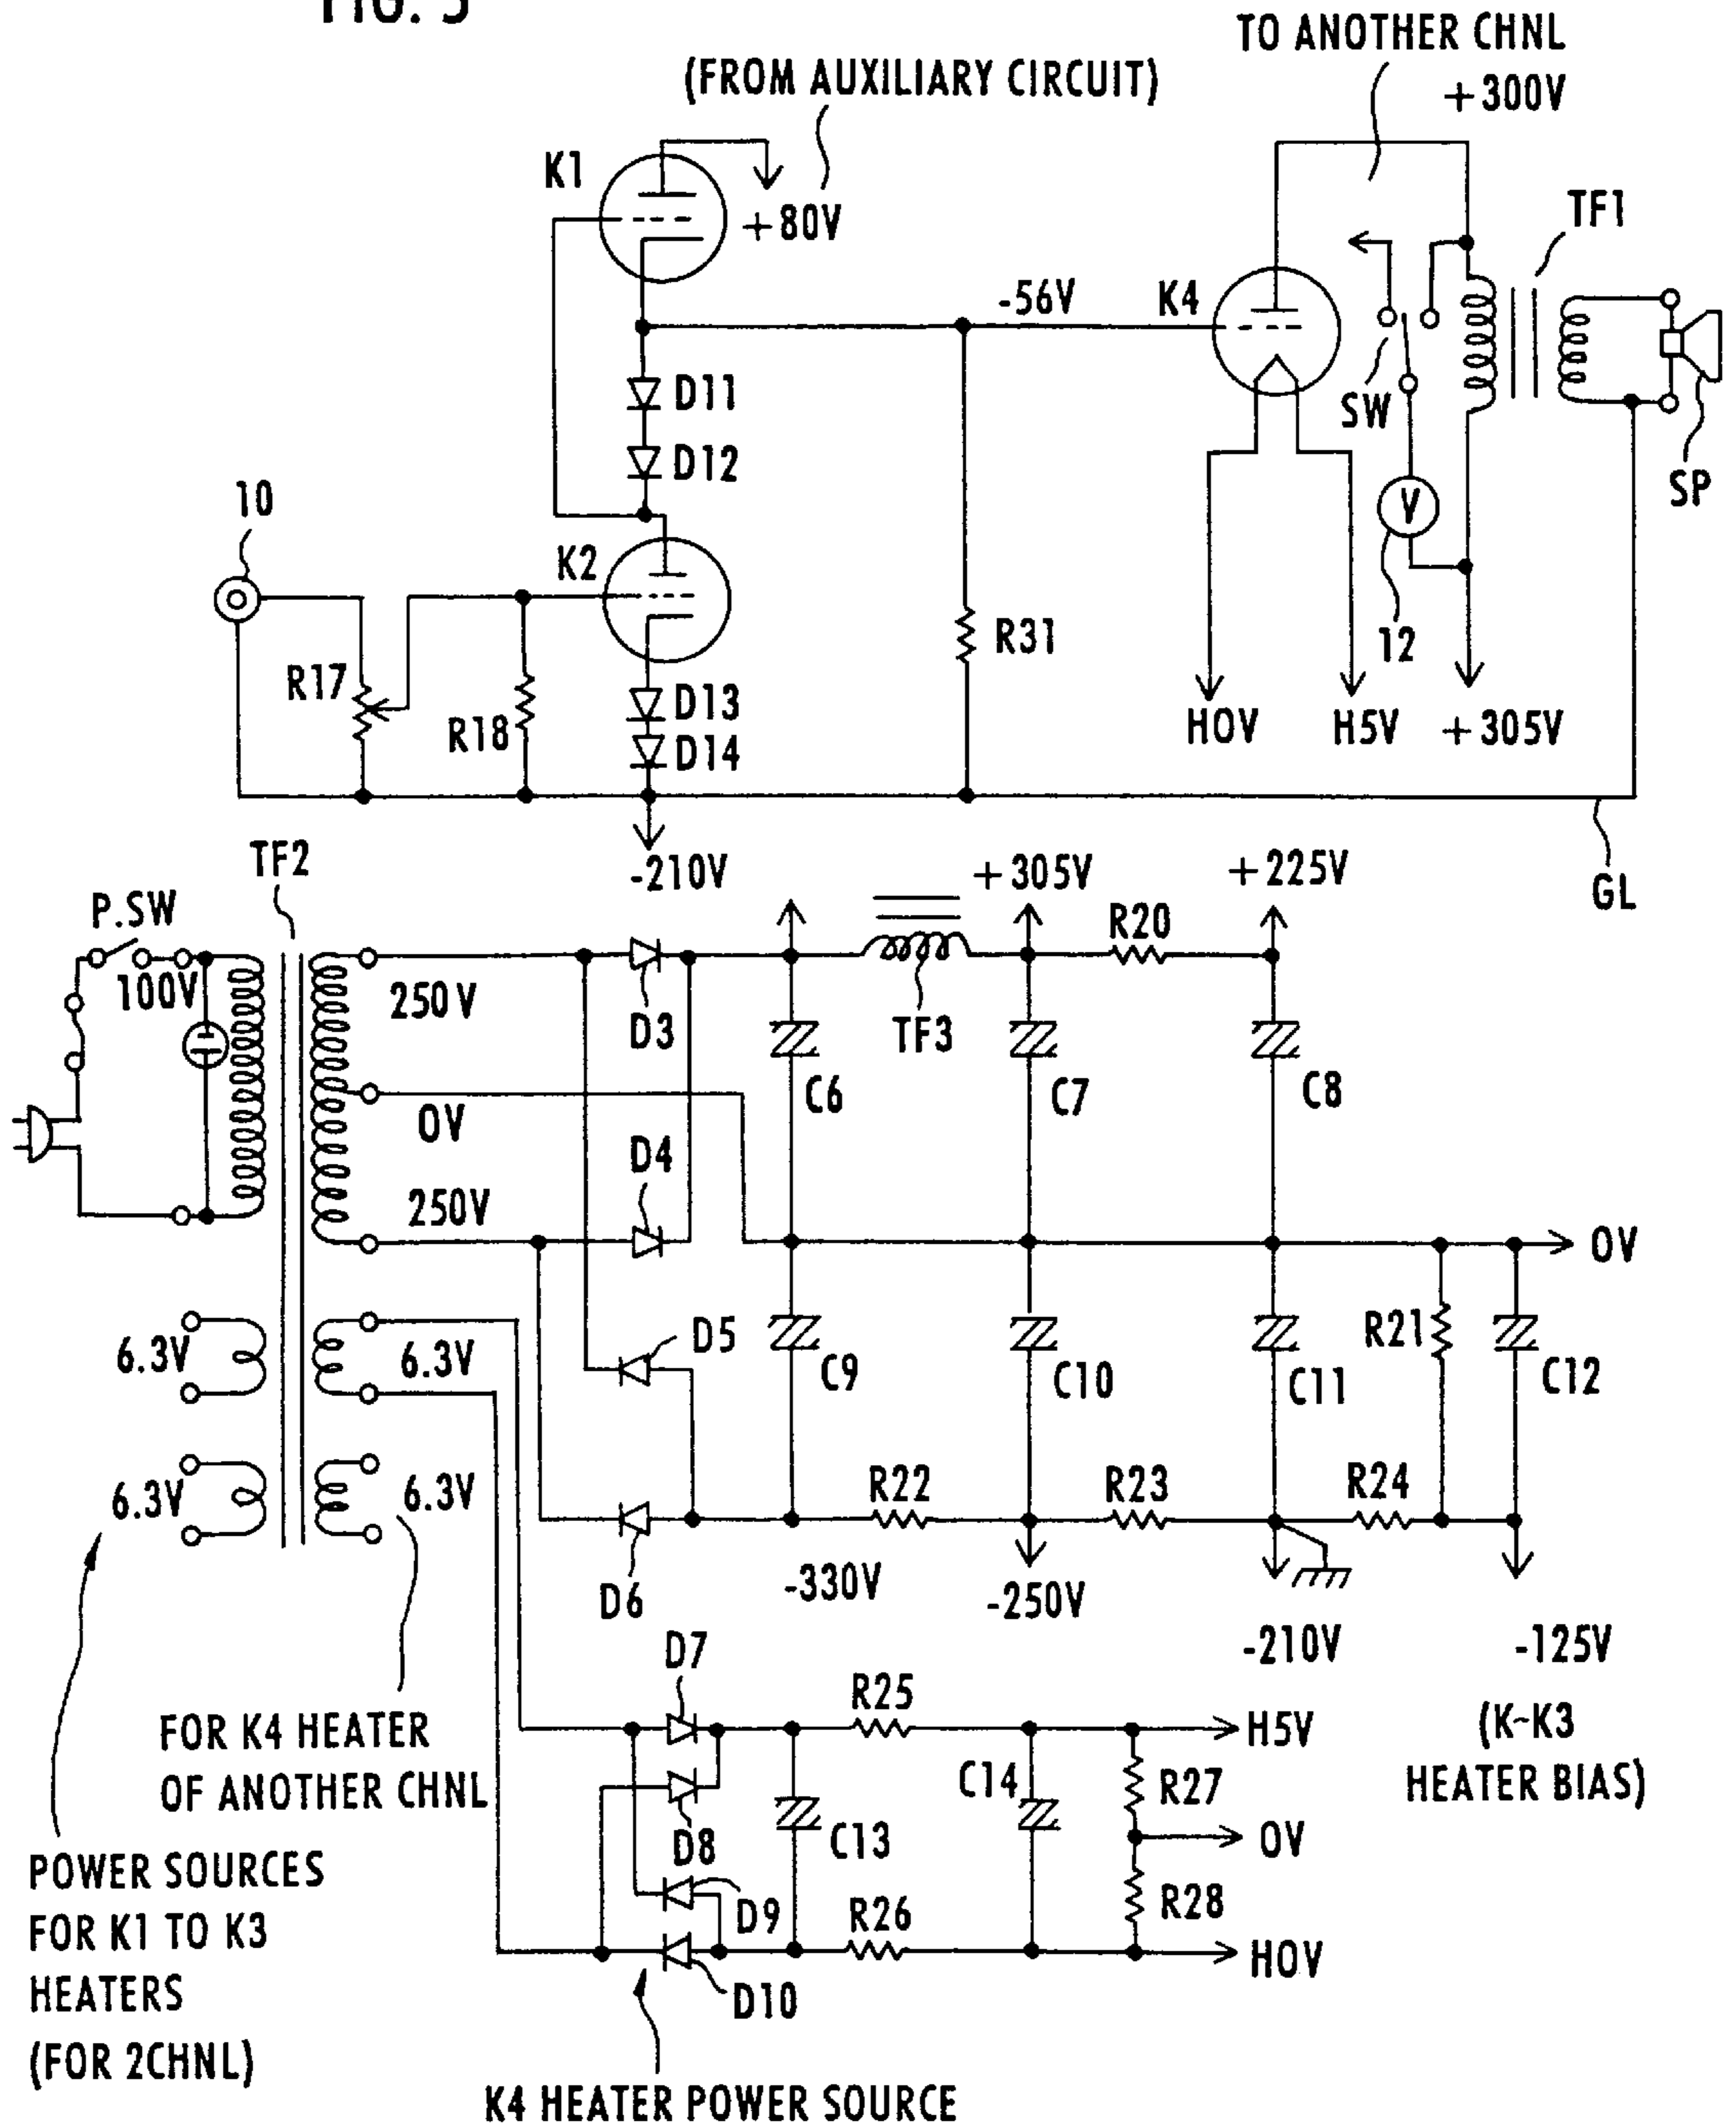 FIG. 5
TO ANOTHER CHNL
(FROM AUXILIARY CIRCUIT)
+300V
K1
+80V
TF1
-56V
K4
D11
SW
D12
SP
10
V
K2
R31
12
R17
D13
R18
D14
H0V
H5V
+305V
TF2
-210V
+305V
+225V
GL
P.SW
R20
100V
250V
D3
TF3
C6
C7
C8
0V
D4
250V
0V
D5
R21
6.3V
6.3V
C9
C10
C11
C12
R22
R23
R24
6.3V
6.3V
D6
-330V
-250V
-210V
-125V
D7
R25
FOR K4 HEATER
OF ANOTHER CHNL
H5V
(K~K3
HEATER BIAS)
C14
R27
D8
C13
0V
POWER SOURCES
FOR K1 TO K3
HEATERS
(FOR 2CHNL)
D9
R26
R28
H0V
D10
K4 HEATER POWER SOURCE